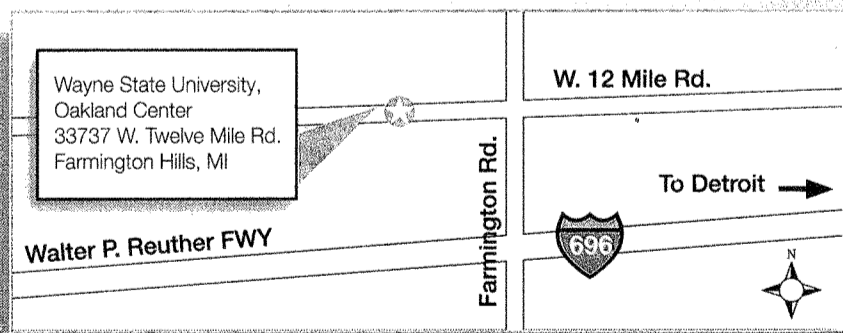 Wayne State University,
Oakland Center
33737 W. Twelve Mile Rd.
Farmington Hills, MI
W. 12 Mile Rd.
Farmington Rd.
To Detroit
Walter P. Reuther FWY
696
N